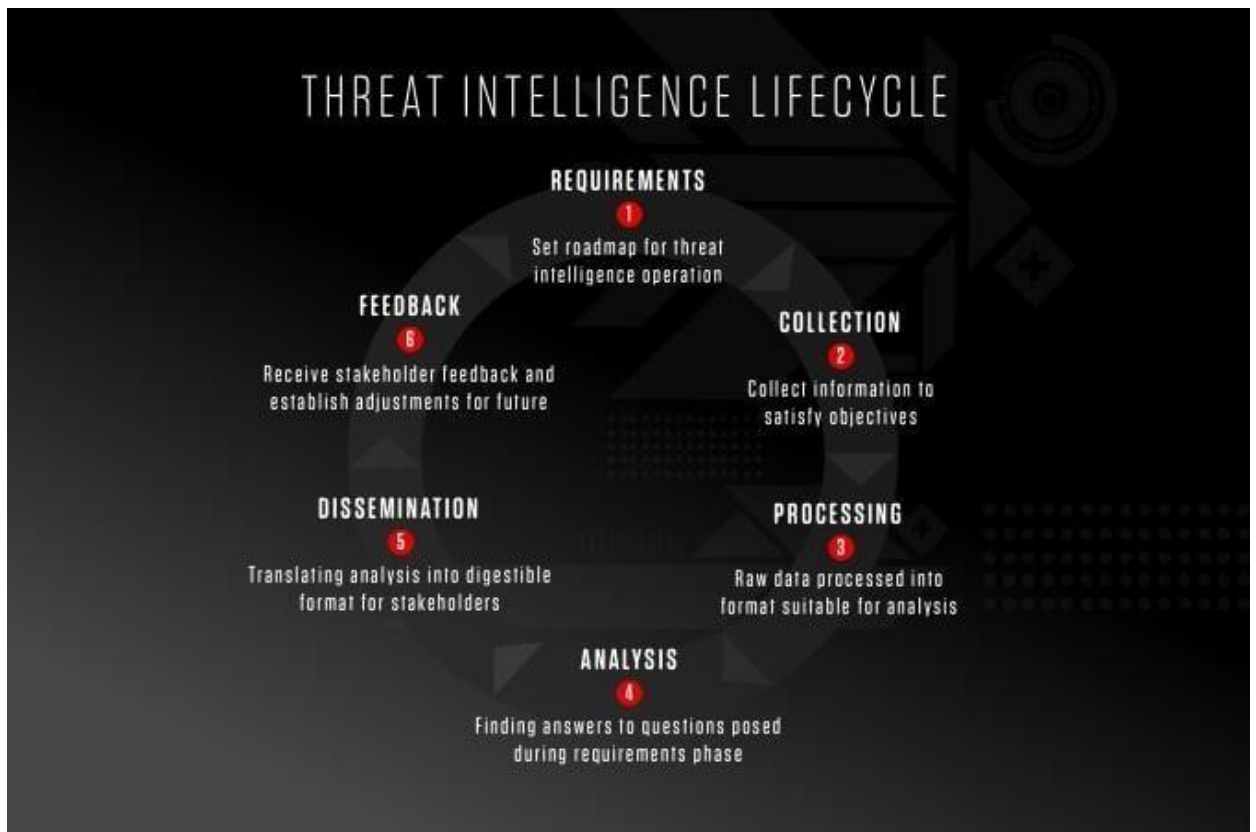 THREAT INTELLIGENCE LIFECYCLE
REQUIREMENTS
1
Set roadmap for threat
intelligence operation
COLLECTION
2
Collect information to
satisfy objectives
PROCESSING
3
Raw data processed into
format suitable for analysis
ANALYSIS
4
Finding answers to questions posed
during requirements phase
DISSEMINATION
5
Translating analysis into digestible
format for stakeholders
FEEDBACK
6
Receive stakeholder feedback and
establish adjustments for future